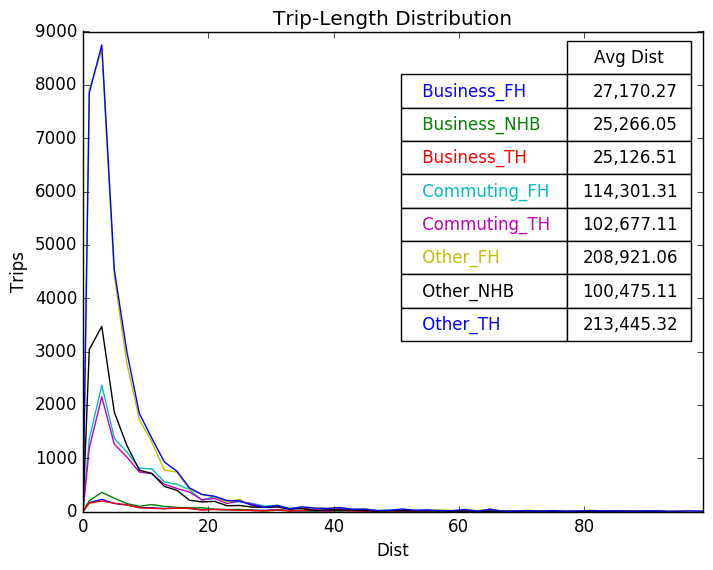 Trip-Length Distribution
Avg Dist
Business_FH 27,170.27
Business_NHB 25,266.05
Business_TH 25,126.51
Commuting_FH 114,301.31
Commuting_TH 102,677.11
Other_FH 208,921.06
Other_NHB 100,475.11
Other_TH 213,445.32
9000
8000
7000
6000
5000
4000
3000
2000
1000
0
Trips
0 20 40 60 80
Dist